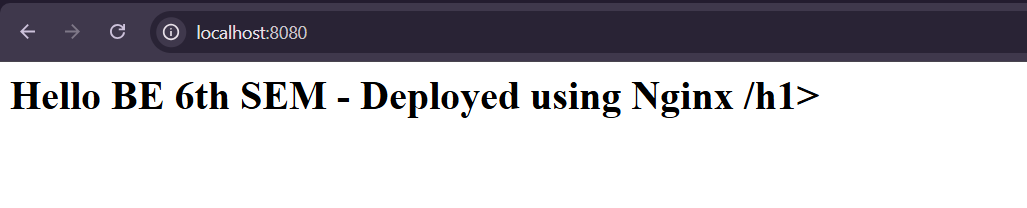 localhost:8080
Hello BE 6th SEM - Deployed using Nginx /h1>